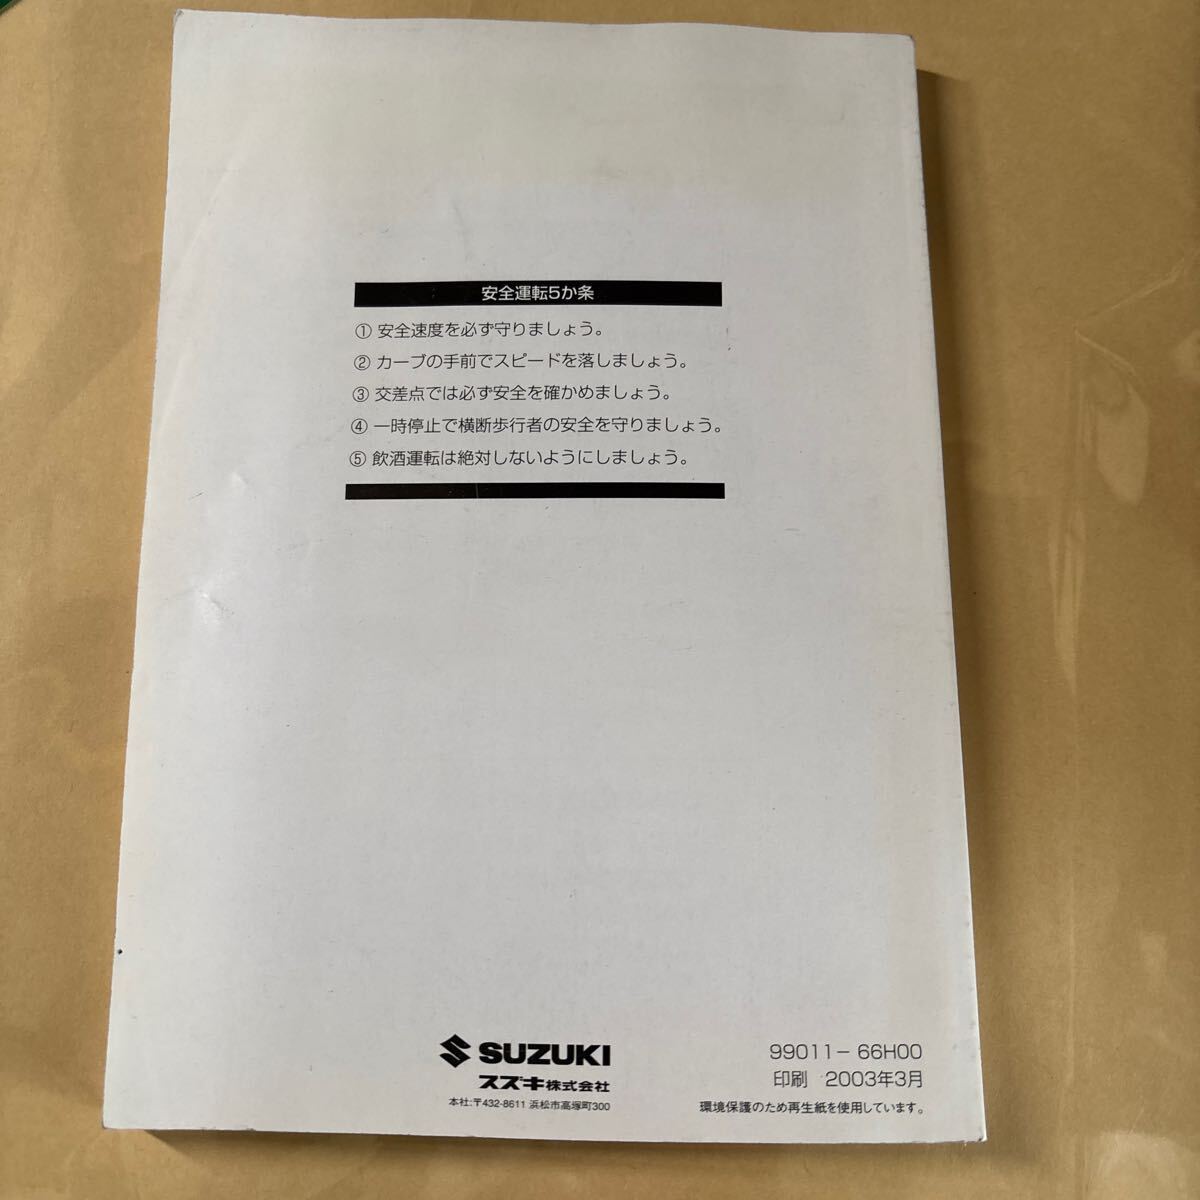 安全運転5か条
① 安全速度を必ず守りましょう。
② カーブの手前でスピードを落しましょう。
③ 交差点では必ず安全を確かめましょう。
④ 一時停止で横断歩行者の安全を守りましょう。
⑤ 飲酒運転は絶対しないようにしましょう。
SUZUKI
スズキ株式会社
本社:〒432-8611 浜松市高塚町300
99011－66H00
印刷 2003年3月
環境保護のため再生紙を使用しています。